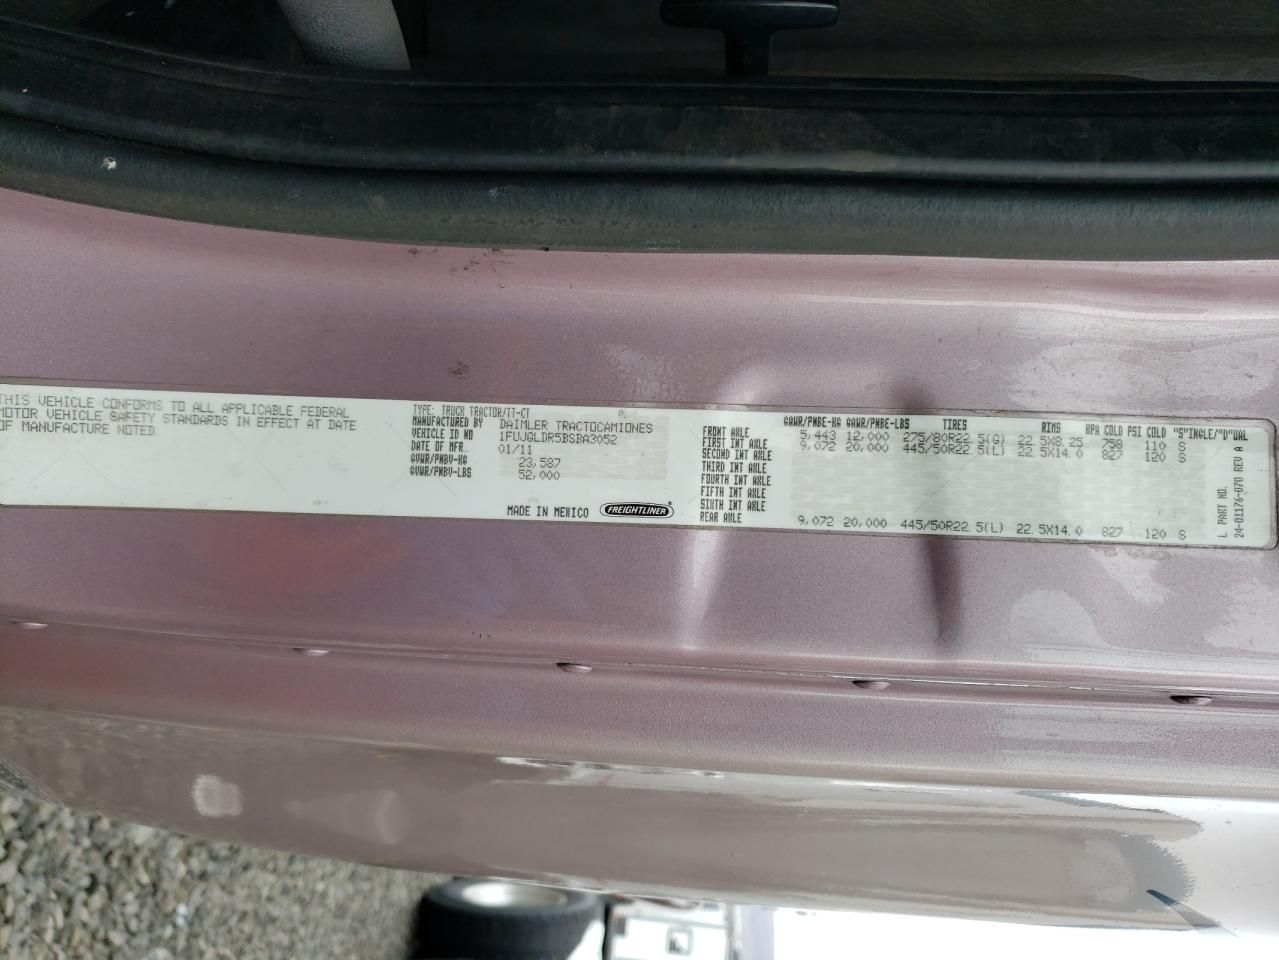 THIS VEHICLE CONFORMS TO ALL APPLICABLE FEDERAL
MOTOR VEHICLE SAFETY STANDARDS IN EFFECT AT DATE
OF MANUFACTURE NOTED.
TYPE: TRUCK TRACTOR/TT-CT
MANUFACTURED BY DAIMLER TRACTOCAMIONES
VEHICLE ID NO 1FUJGLDR5BSBA3052
DATE OF MFR. 01/11
GVWR/PNBV-KG 23,587
GVWR/PNBV-LBS 52,000
MADE IN MEXICO FREIGHTLINER
GAWR/PNBE-KG GAWR/PNBE-LBS TIRES RIMS KPA COLD PSI COLD "S"INGLE/"D"UAL
FRONT AXLE 5,443 12,000 275/80R22.5(G) 22.5X8.25 758 110 S
FIRST INT AXLE 9,072 20,000 445/50R22.5(L) 22.5X14.0 827 120 S
SECOND INT AXLE
THIRD INT AXLE
FOURTH INT AXLE
FIFTH INT AXLE
SIXTH INT AXLE
REAR AXLE 9,072 20,000 445/50R22.5(L) 22.5X14.0 827 120 S
L PART NO.
24-01176-070 REV A